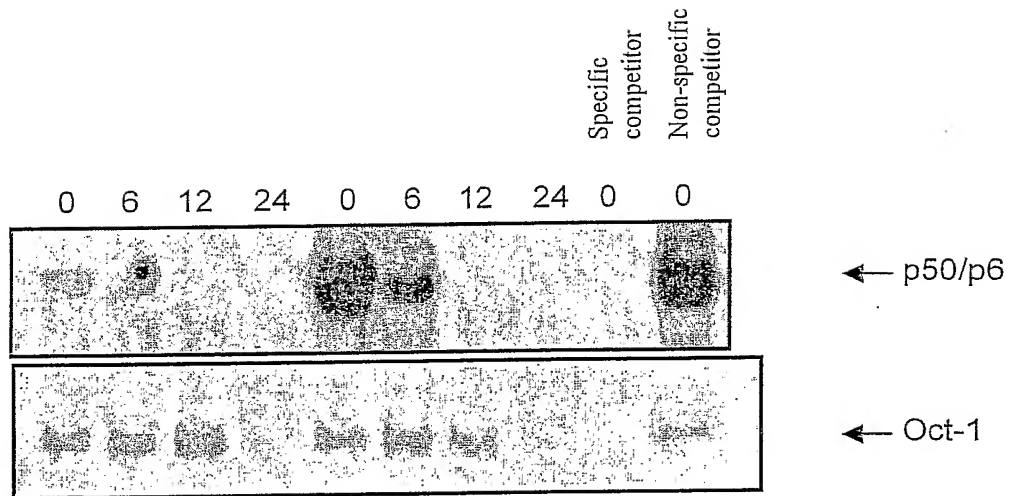 Specific
competitor
Non-specific
competitor
0 6 12 24 0 6 12 24 0 0
p50/p6
Oct-1